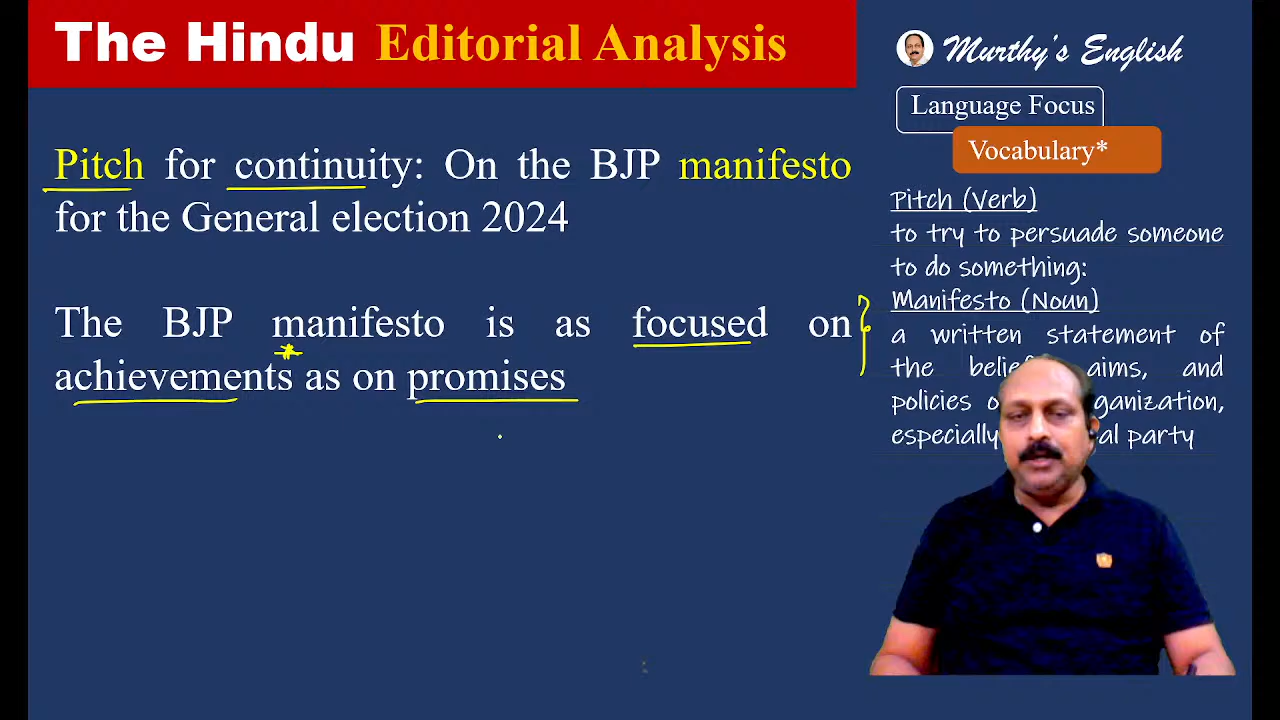 The Hindu Editorial Analysis
Murthy's English
Language Focus
Vocabulary*
Pitch for continuity: On the BJP manifesto
for the General election 2024
The BJP manifesto is as focused on
achievements as on promises
Pitch (Verb)
to try to persuade someone
to do something:
Manifesto (Noun)
a written statement of
the aims, and
policies
especially party